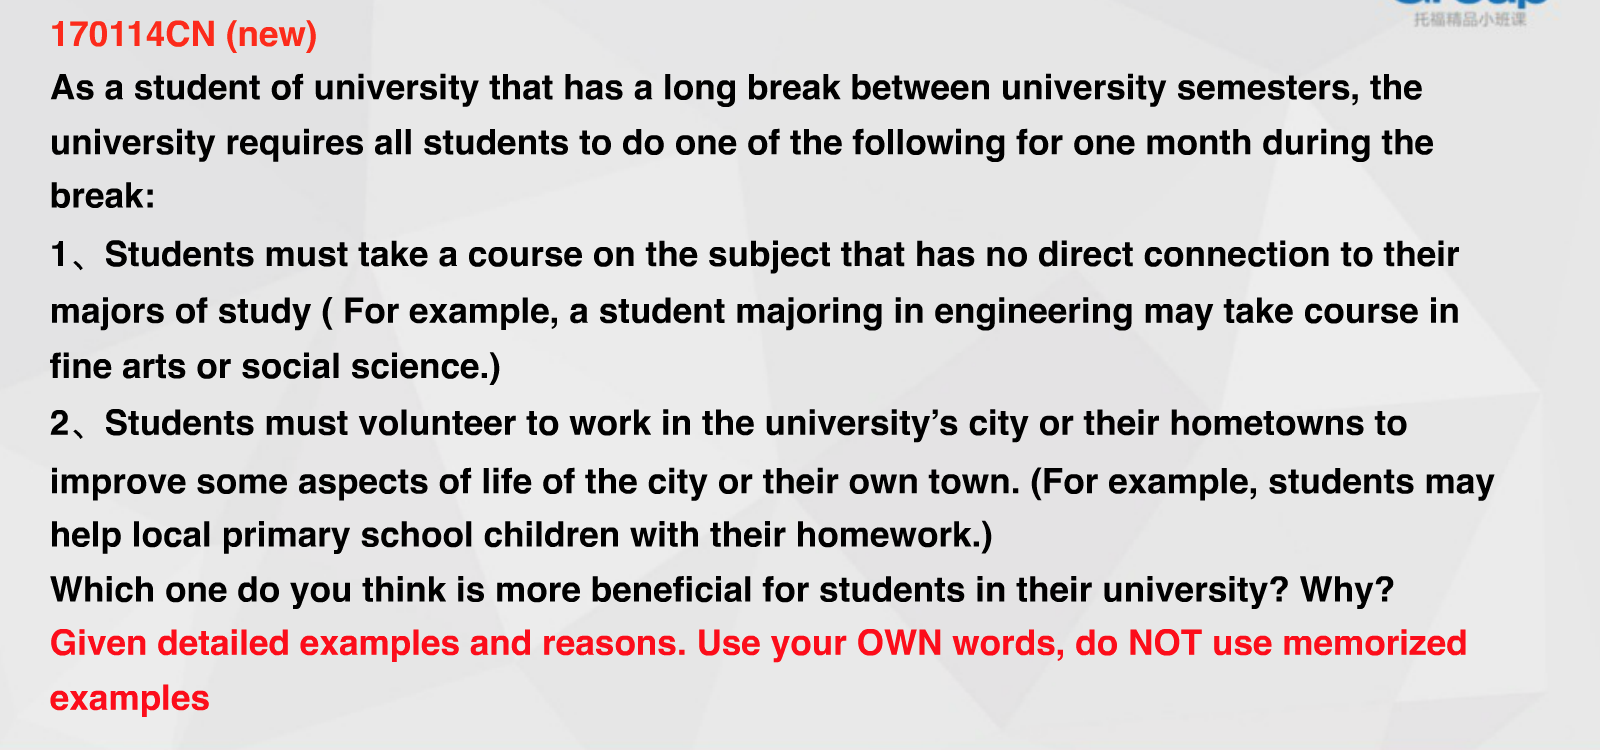 托福精品小班课
170114CN (new)
As a student of university that has a long break between university semesters, the
university requires all students to do one of the following for one month during the
break:
1、Students must take a course on the subject that has no direct connection to their
majors of study ( For example, a student majoring in engineering may take course in
fine arts or social science.)
2、Students must volunteer to work in the university’s city or their hometowns to
improve some aspects of life of the city or their own town. (For example, students may
help local primary school children with their homework.)
Which one do you think is more beneficial for students in their university? Why?
Given detailed examples and reasons. Use your OWN words, do NOT use memorized
examples